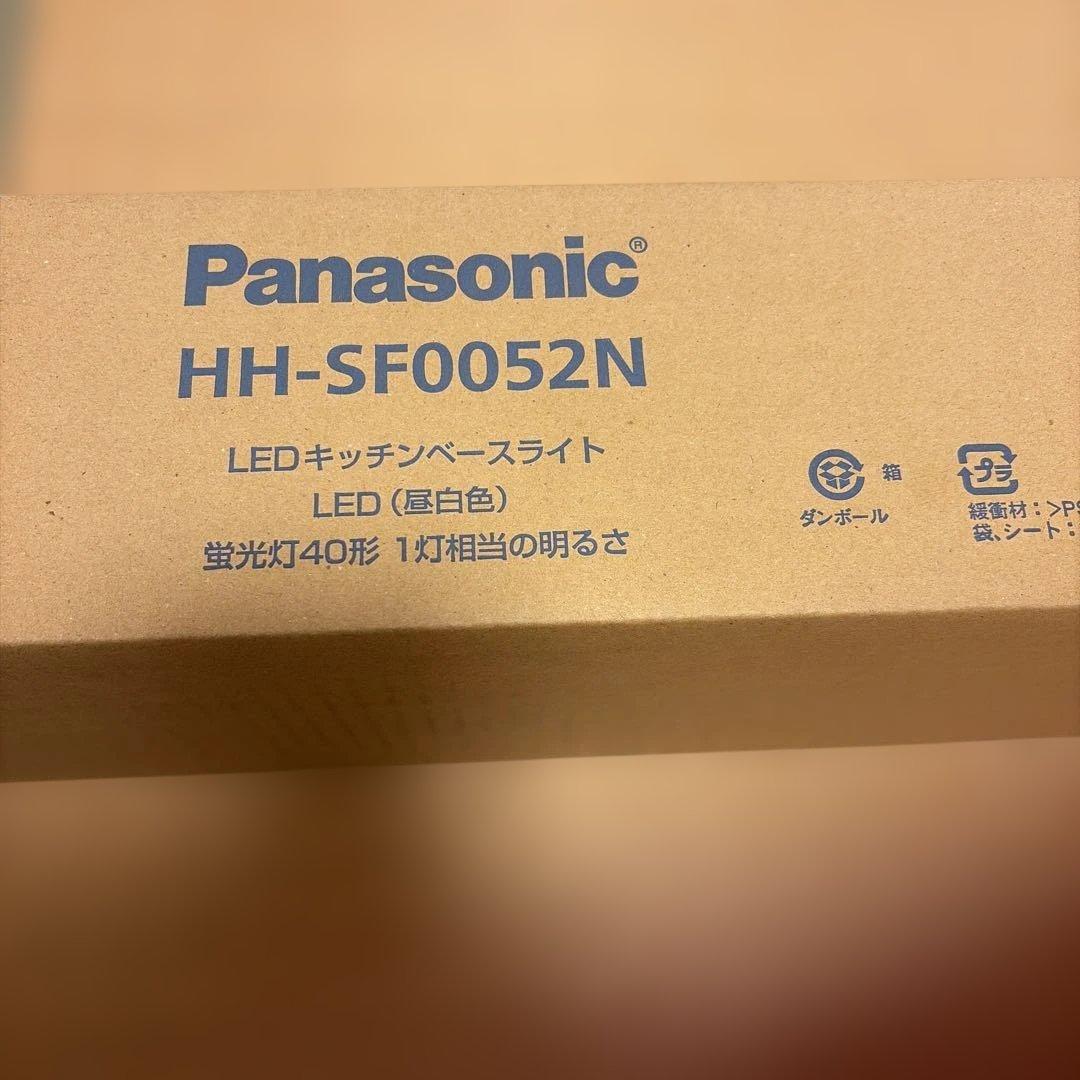 Panasonic®
HH-SF0052N
LEDキッチンベースライト
LED(昼白色)
蛍光灯40形 1灯相当の明るさ
箱
ダンボール
プラ
緩衝材:>PS
袋、シート: